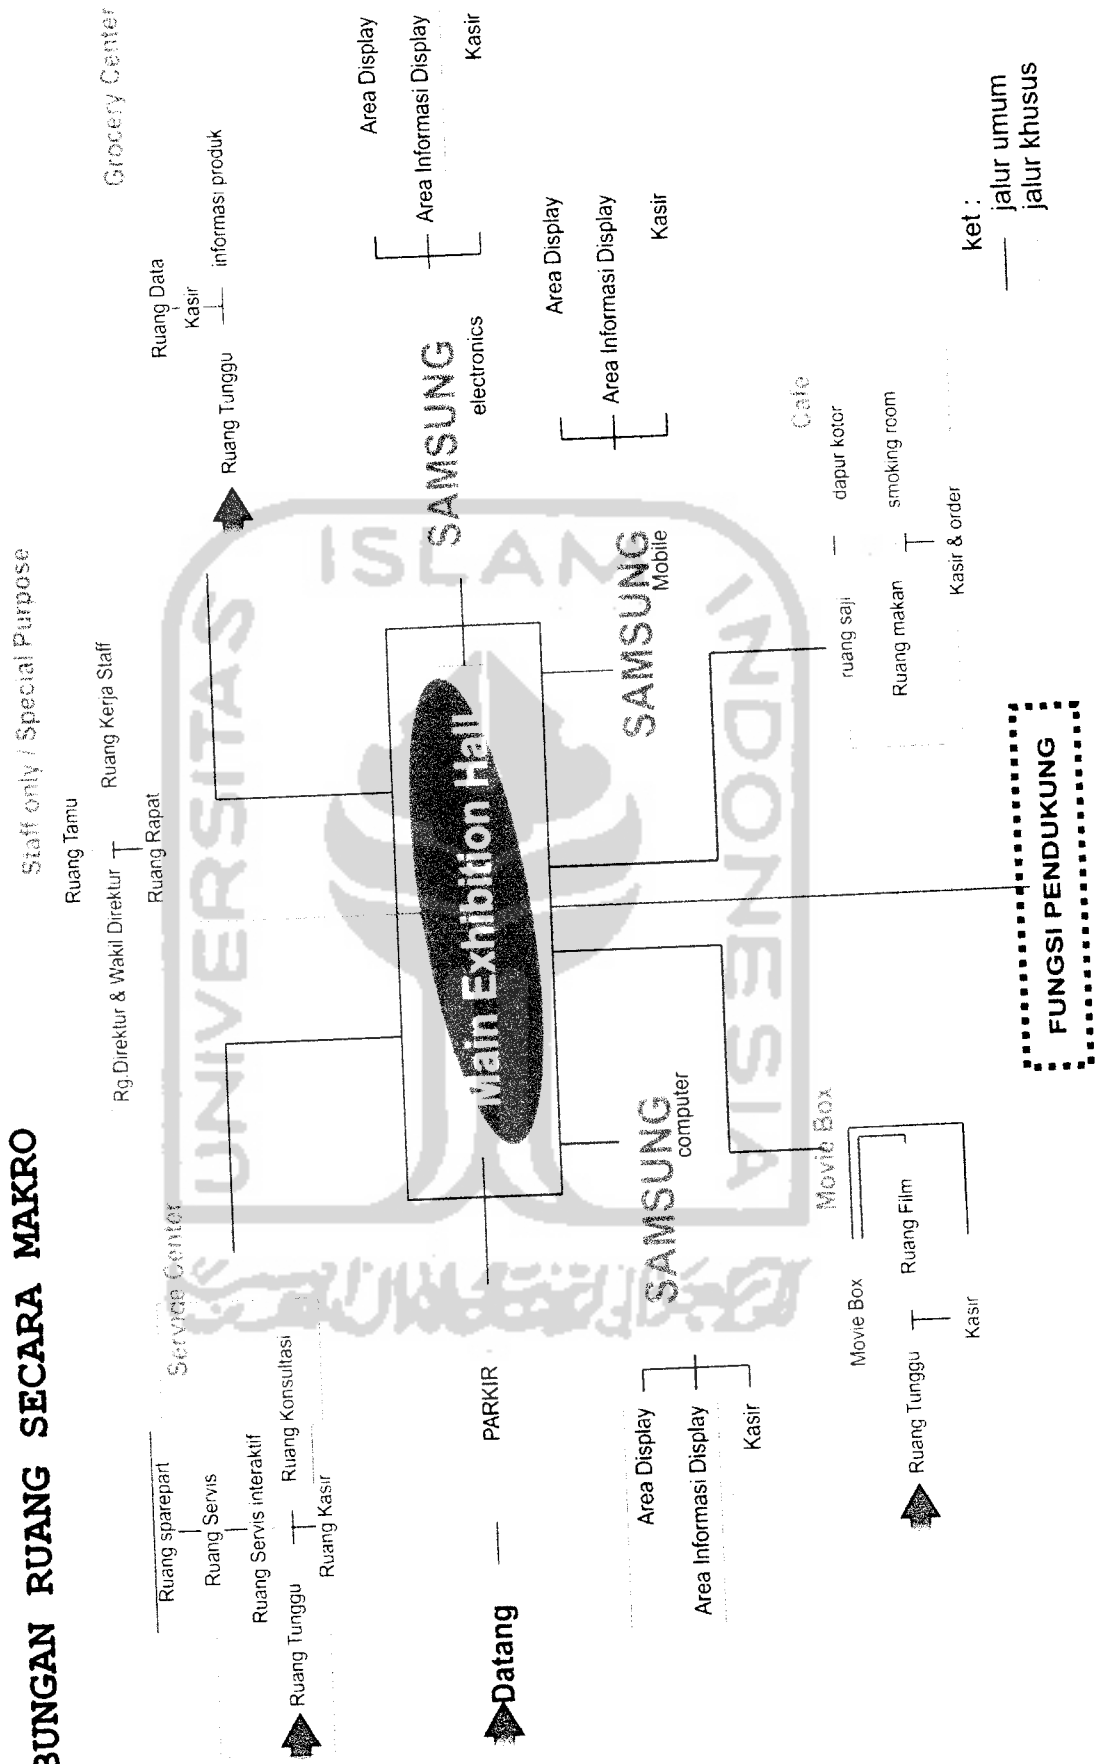 BUNGAN RUANG SECARA MAKRO
Staff only / Special Purpose
Grocery Center
Ruang Tamu
Rg.Direktur & Wakil Direktur
Ruang Kerja Staff
Ruang Rapat
Ruang Data
Kasir
Ruang Tunggu
informasi produk
Service Center
Ruang sparepart
Ruang Servis
Ruang Servis interaktif
Ruang Tunggu
Ruang Konsultasi
Ruang Kasir
UNIVERSITAS
ISLAM
INDONESIA
Datang
PARKIR
Main Exhibition Hall
SAMSUNG
electronics
Area Display
Area Informasi Display
Kasir
SAMSUNG
computer
Area Display
Area Informasi Display
Kasir
SAMSUNG
Mobile
Area Display
Area Informasi Display
Kasir
Movie Box
Movie Box
Ruang Tunggu
Ruang Film
Kasir
Cafe
ruang saji
dapur kotor
Ruang makan
smoking room
Kasir & order
FUNGSI PENDUKUNG
ket :
jalur umum
jalur khusus